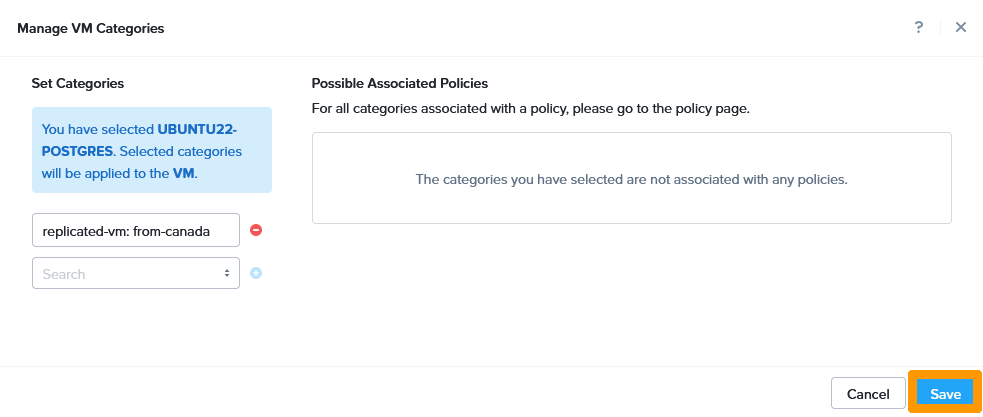 Manage VM Categories
?
Set Categories
You have selected UBUNTU22-
POSTGRES. Selected categories
will be applied to the VM.
replicated-vm: from-canada
Search
Possible Associated Policies
For all categories associated with a policy, please go to the policy page.
The categories you have selected are not associated with any policies.
Cancel
Save